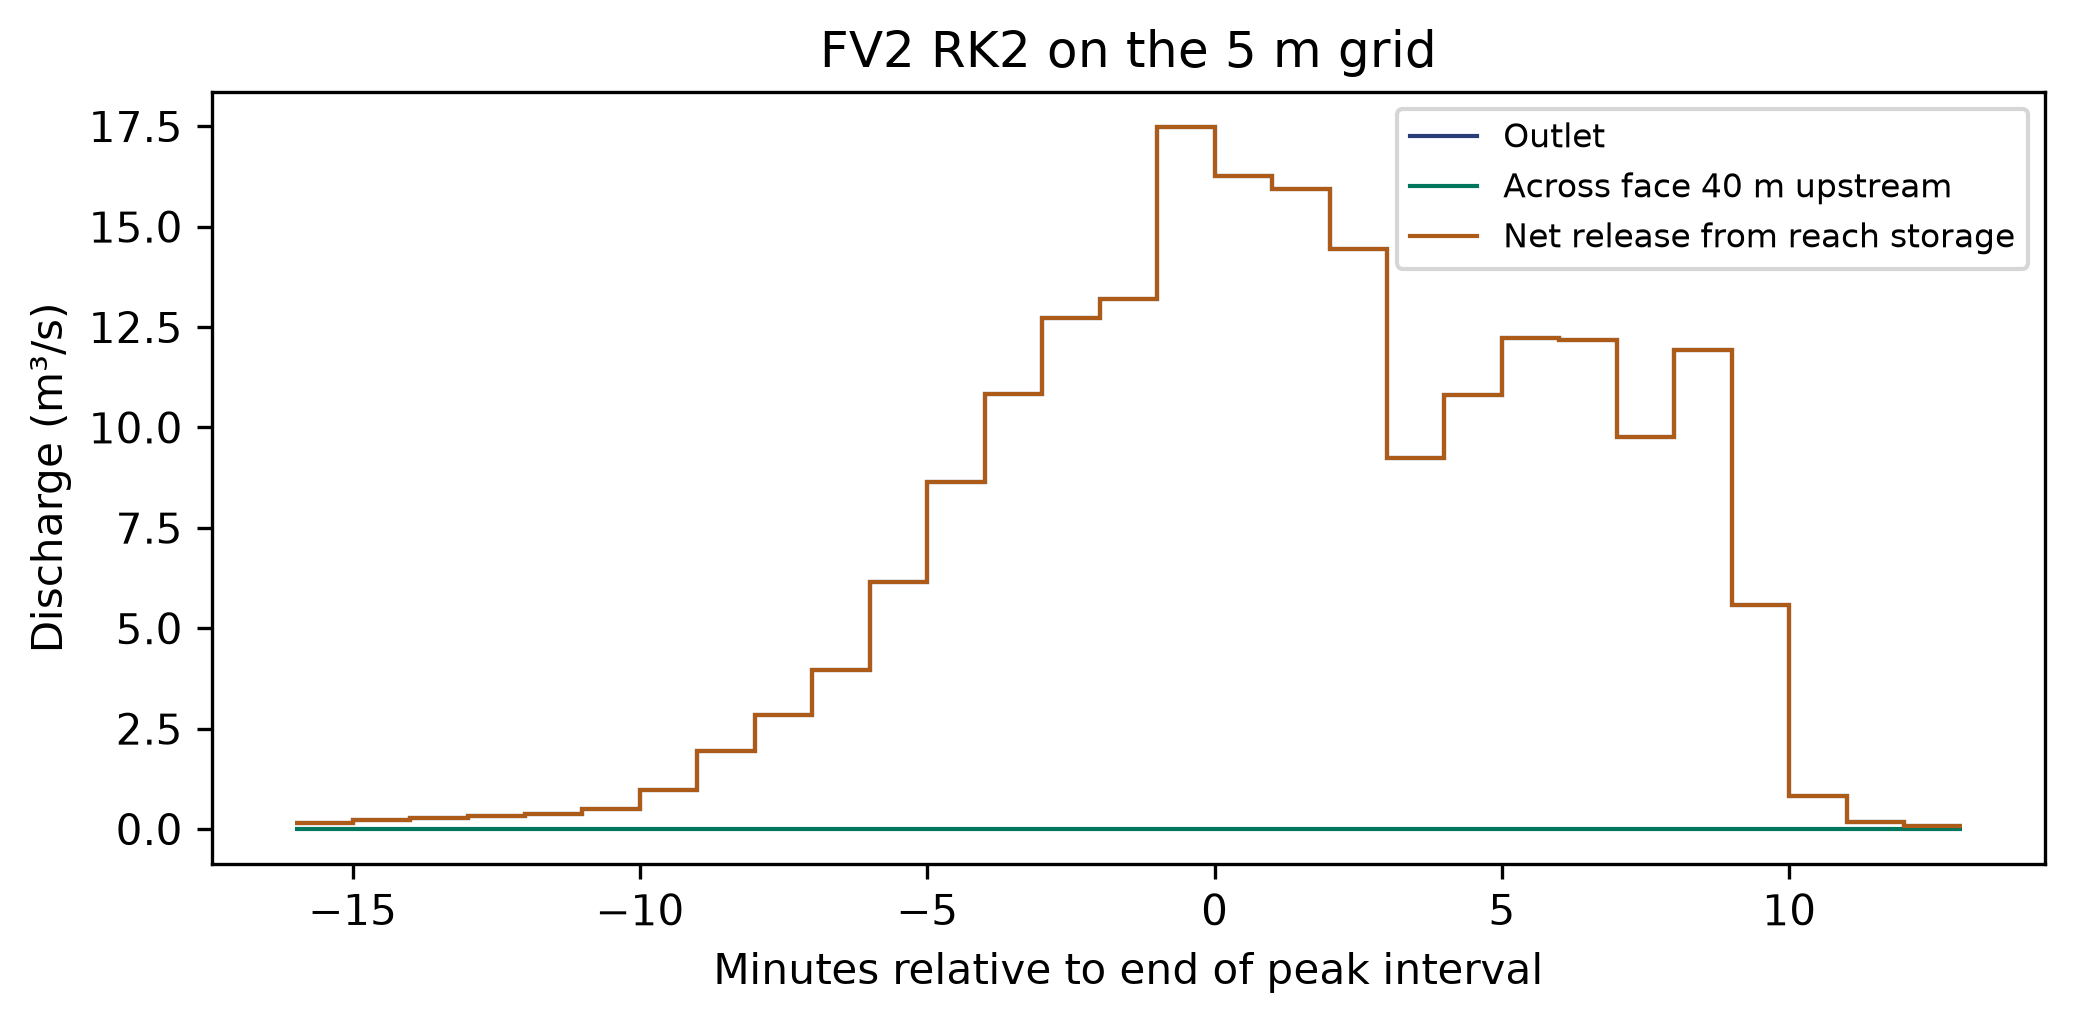 FV2 RK2 on the 5 m grid
Outlet
Across face 40 m upstream
Net release from reach storage
Discharge (m³/s)
17.5
15.0
12.5
10.0
7.5
5.0
2.5
0.0
−15 −10 −5 0 5 10
Minutes relative to end of peak interval